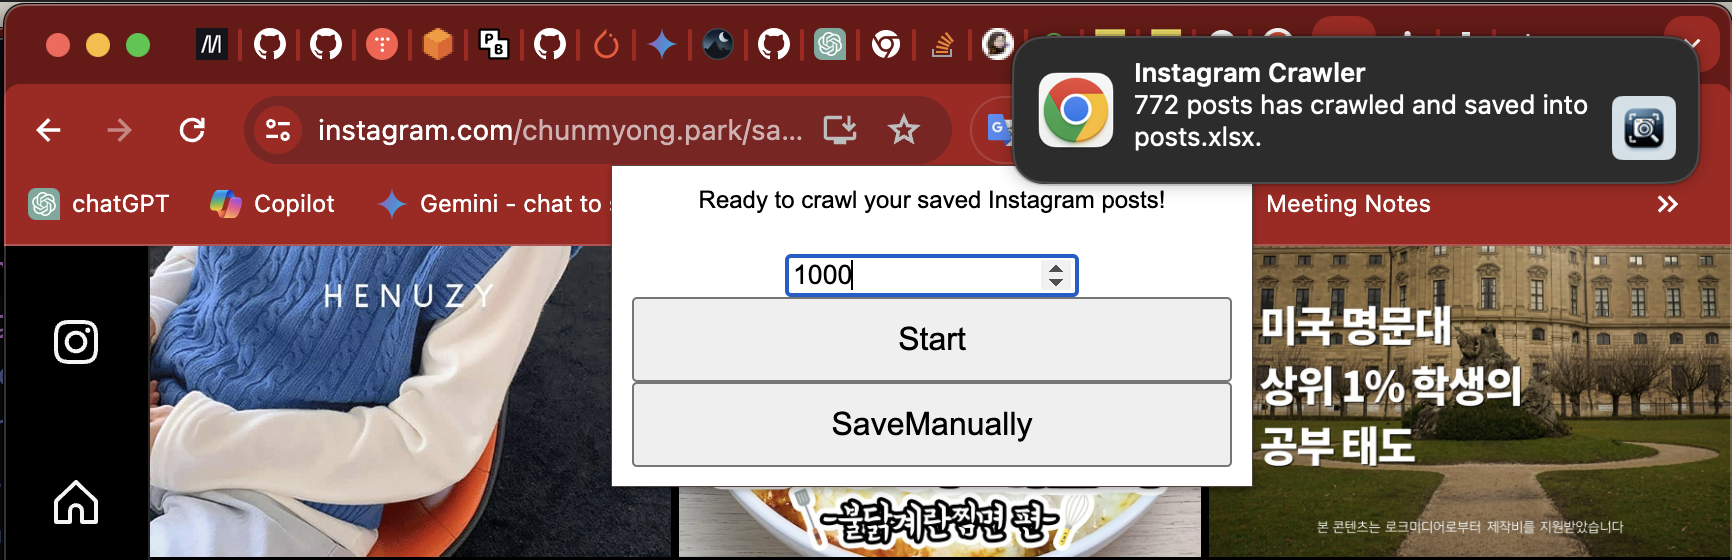 Instagram Crawler
772 posts has crawled and saved into
posts.xlsx.
instagram.com/chunmyong.park/sa...
chatGPT
Copilot
Gemini - chat to
Meeting Notes
Ready to crawl your saved Instagram posts!
1000
Start
SaveManually
HENUZY
미국 명문대
상위 1% 학생의
공부 태도
-불닭계란찜면 편-
본 콘텐츠는 로크미디어로부터 제작비를 지원받았습니다